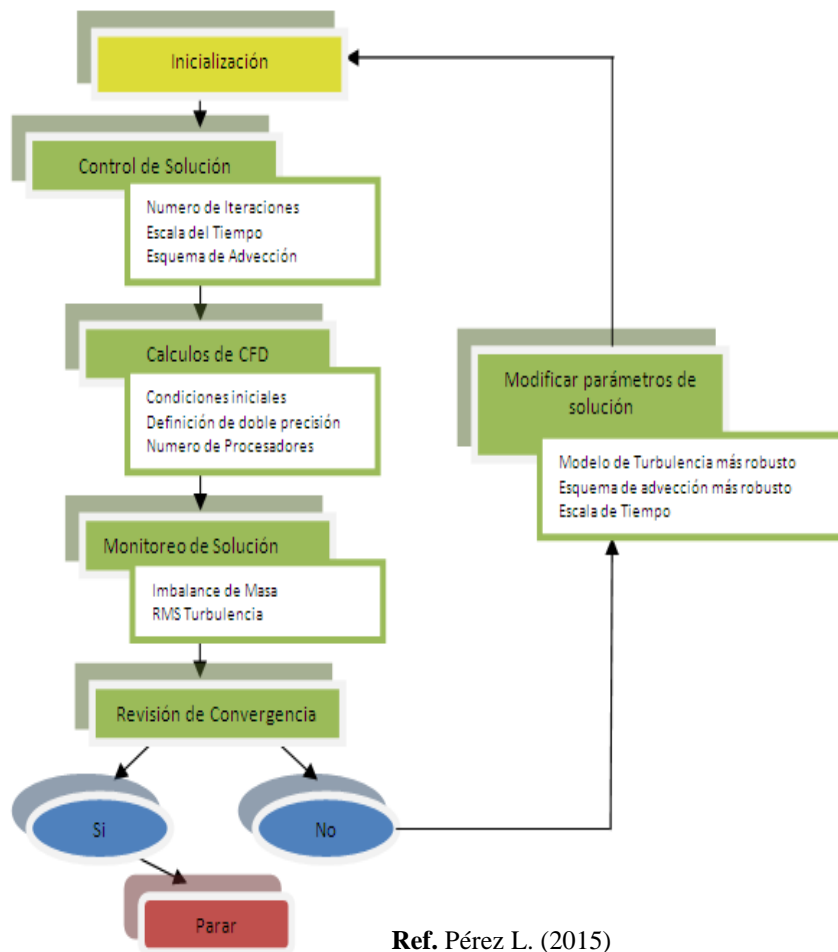 Inicialización
Control de Solución
Numero de Iteraciones
Escala del Tiempo
Esquema de Advección
Calculos de CFD
Condiciones iniciales
Definición de doble precisión
Numero de Procesadores
Monitoreo de Solución
Imbalance de Masa
RMS Turbulencia
Revisión de Convergencia
Si
No
Parar
Modificar parámetros de
solución
Modelo de Turbulencia más robusto
Esquema de advección más robusto
Escala de Tiempo
Ref. Pérez L. (2015)